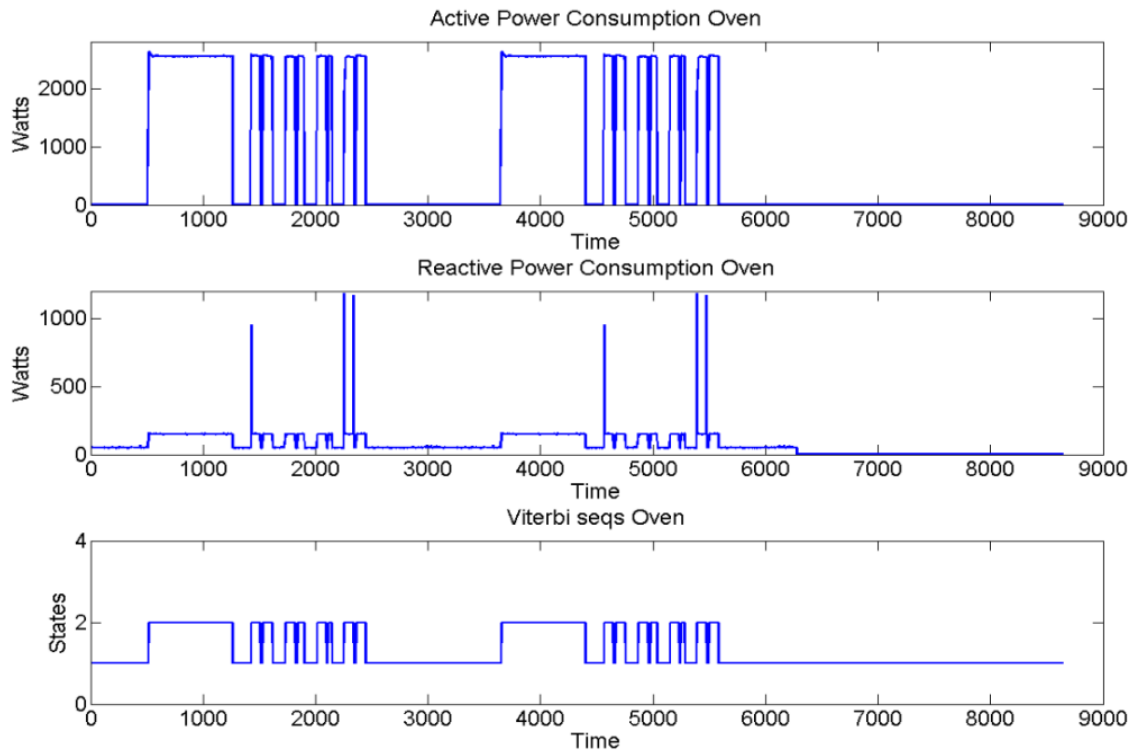 Active Power Consumption Oven
2000
1000
0
Watts
0 1000 2000 3000 4000 5000 6000 7000 8000 9000
Time
Reactive Power Consumption Oven
1000
500
0
Watts
0 1000 2000 3000 4000 5000 6000 7000 8000 9000
Time
Viterbi seqs Oven
4
2
0
States
0 1000 2000 3000 4000 5000 6000 7000 8000 9000
Time